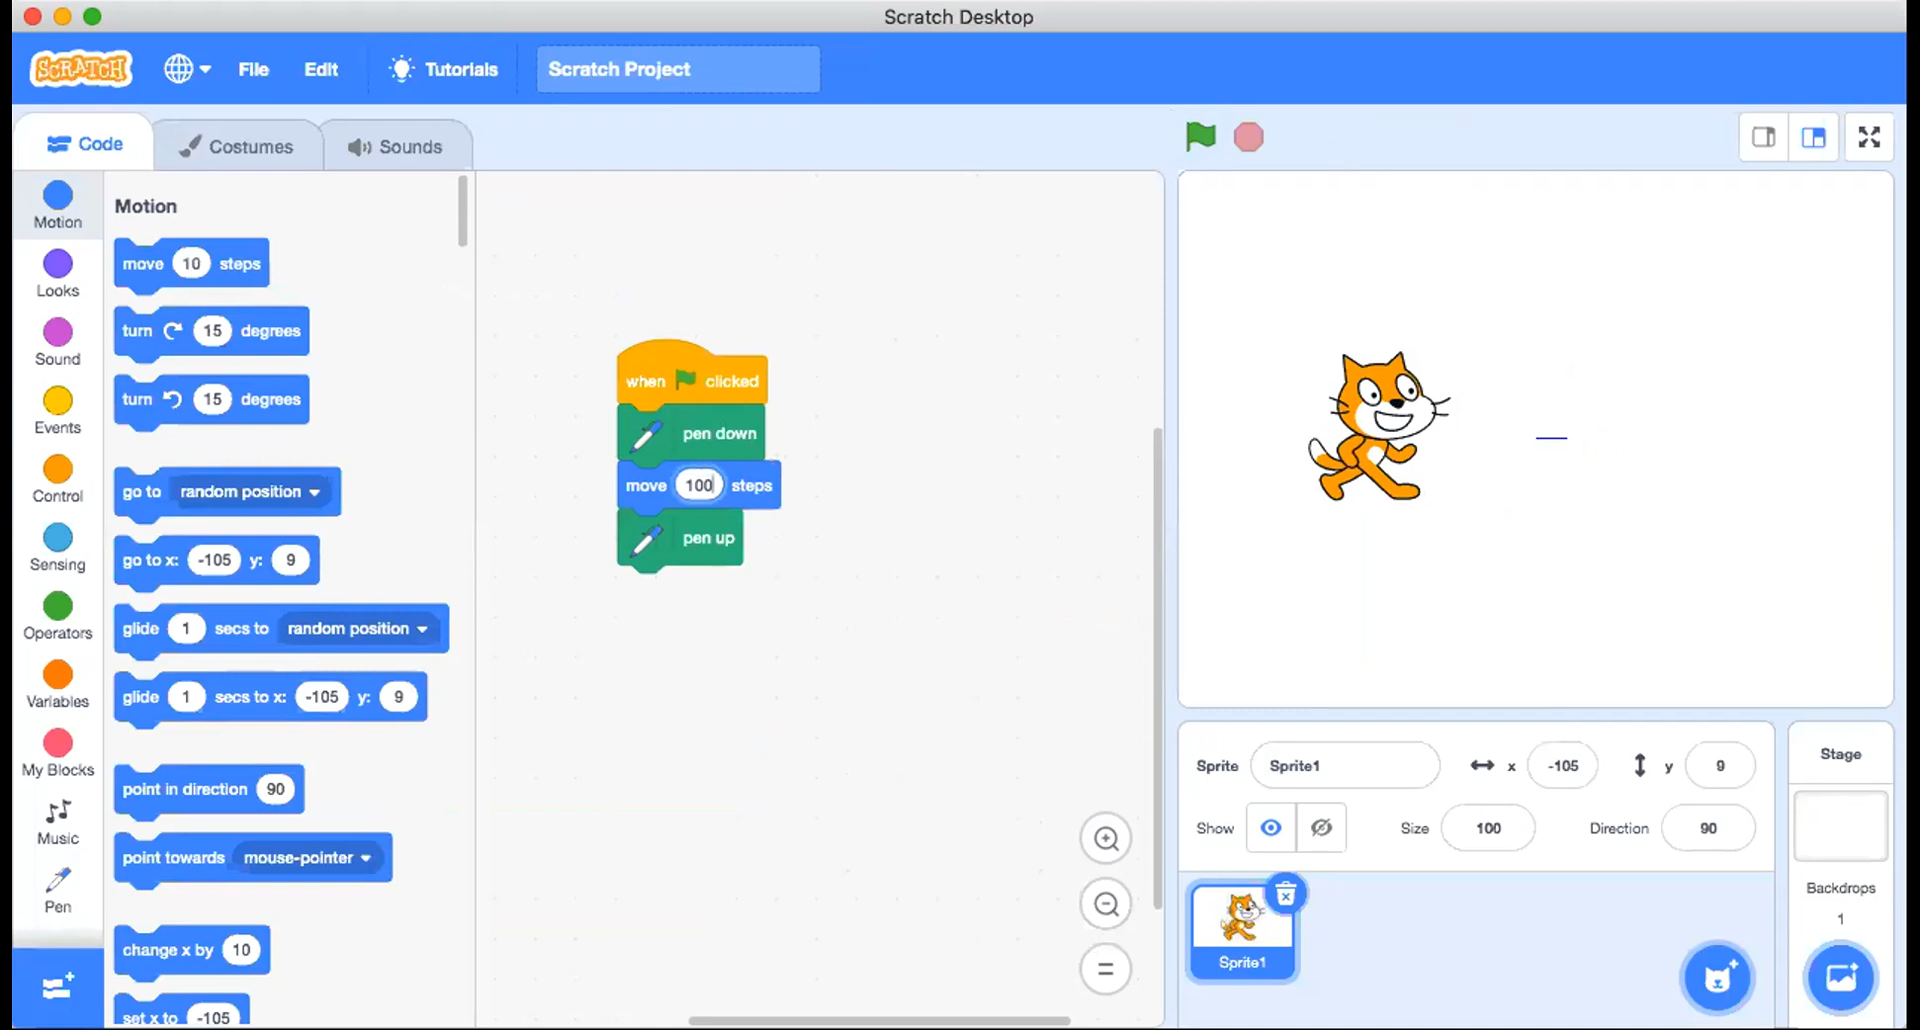 Scratch Desktop
SCRATCH File Edit Tutorials Scratch Project
Code Costumes Sounds
Motion
Looks
Sound
Events
Control
Sensing
Operators
Variables
My Blocks
Music
Pen
Motion
move 10 steps
turn 15 degrees
turn 15 degrees
go to random position
go to x: -105 y: 9
glide 1 secs to random position
glide 1 secs to x: -105 y: 9
point in direction 90
point towards mouse-pointer
change x by 10
set x to -105
when clicked
pen down
move 100 steps
pen up
Sprite Sprite1 x -105 y 9
Show Size 100 Direction 90
Sprite1
Stage
Backdrops
1